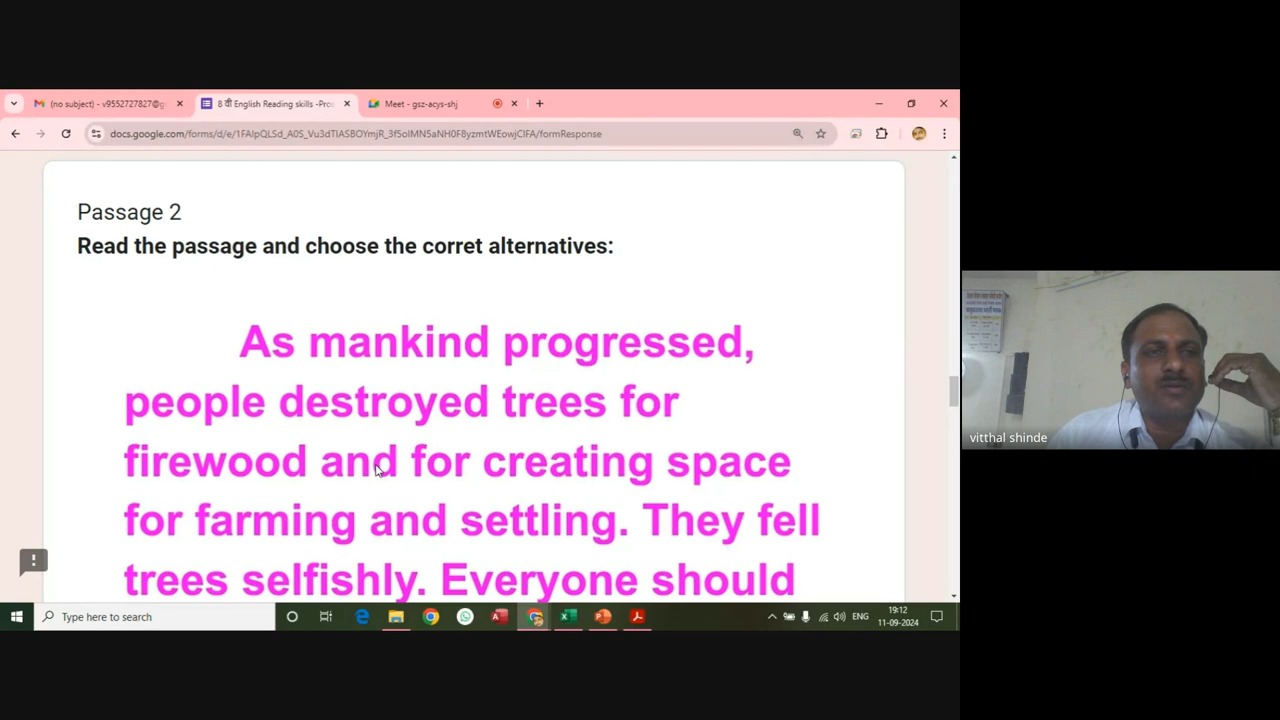 (no subject) - v9552727827@g
8 वी English Reading skills -Pro
Meet - gsz-acys-shj
docs.google.com/forms/d/e/1FAIpQLSd_A0S_Vu3dTlASBOYmjR_3f5oIMN5aNH0F8yzmtWEowjCIFA/formResponse
Passage 2
Read the passage and choose the corret alternatives:
As mankind progressed,
people destroyed trees for
firewood and for creating space
for farming and settling. They fell
trees selfishly. Everyone should
vitthal shinde
Type here to search
ENG
19:12
11-09-2024